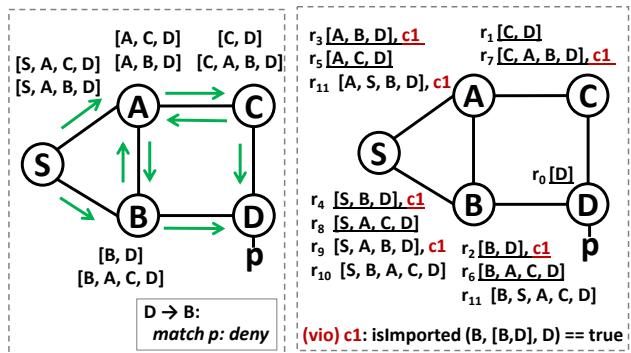 [A, C, D]
[A, B, D]
[C, D]
[C, A, B, D]
[S, A, C, D]
[S, A, B, D]
A
C
S
B
D
p
[B, D]
[B, A, C, D]
D → B:
match p: deny
r3 [A, B, D], c1
r5 [A, C, D]
r11 [A, S, B, D], c1
r1 [C, D]
r7 [C, A, B, D], c1
A
C
S
r0 [D]
B
D
p
r4 [S, B, D], c1
r8 [S, A, C, D]
r9 [S, A, B, D], c1
r10 [S, B, A, C, D]
r2 [B, D], c1
r6 [B, A, C, D]
r11 [B, S, A, C, D]
(vio) c1: isImported (B, [B,D], D) == true